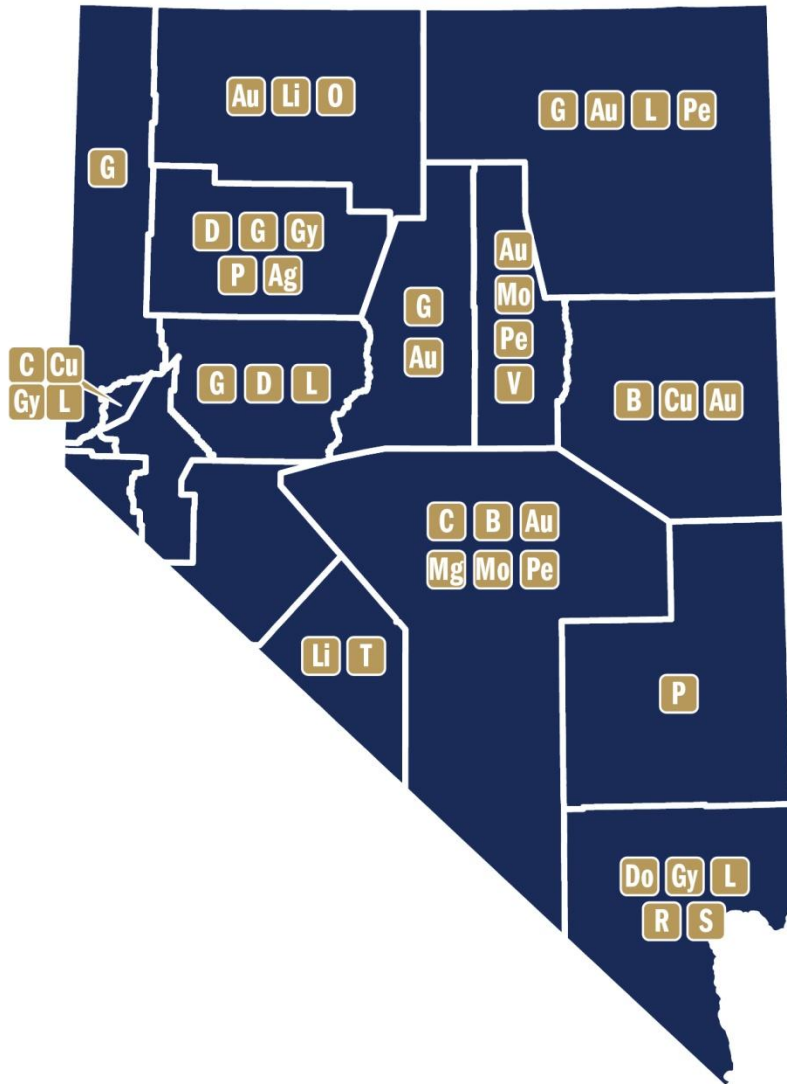 Au Li O
G Au L Pe
G
D G Gy
P Ag
Au
Mo
Pe
V
G
Au
C Cu
Gy L
G D L
B Cu Au
C B Au
Mg Mo Pe
Li T
P
Do Gy L
R S